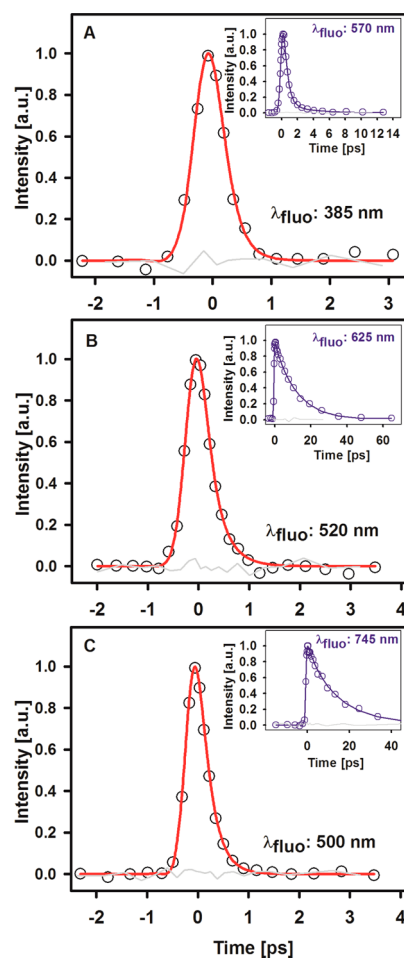 A
λfluo: 385 nm
Intensity [a.u.]
1.0
0.8
0.6
0.4
0.2
0.0
-2 -1 0 1 2 3
λfluo: 570 nm
Intensity [a.u.]
1.0
0.8
0.6
0.4
0.2
0.0
0 2 4 6 8 10 12 14
Time [ps]
B
λfluo: 520 nm
Intensity [a.u.]
1.0
0.8
0.6
0.4
0.2
0.0
-2 -1 0 1 2 3 4
λfluo: 625 nm
Intensity [a.u.]
1.0
0.8
0.6
0.4
0.2
0.0
0 20 40 60
Time [ps]
C
λfluo: 500 nm
Intensity [a.u.]
1.0
0.8
0.6
0.4
0.2
0.0
-2 -1 0 1 2 3 4
Time [ps]
λfluo: 745 nm
Intensity [a.u.]
1.0
0.8
0.6
0.4
0.2
0.0
0 20 40
Time [ps]